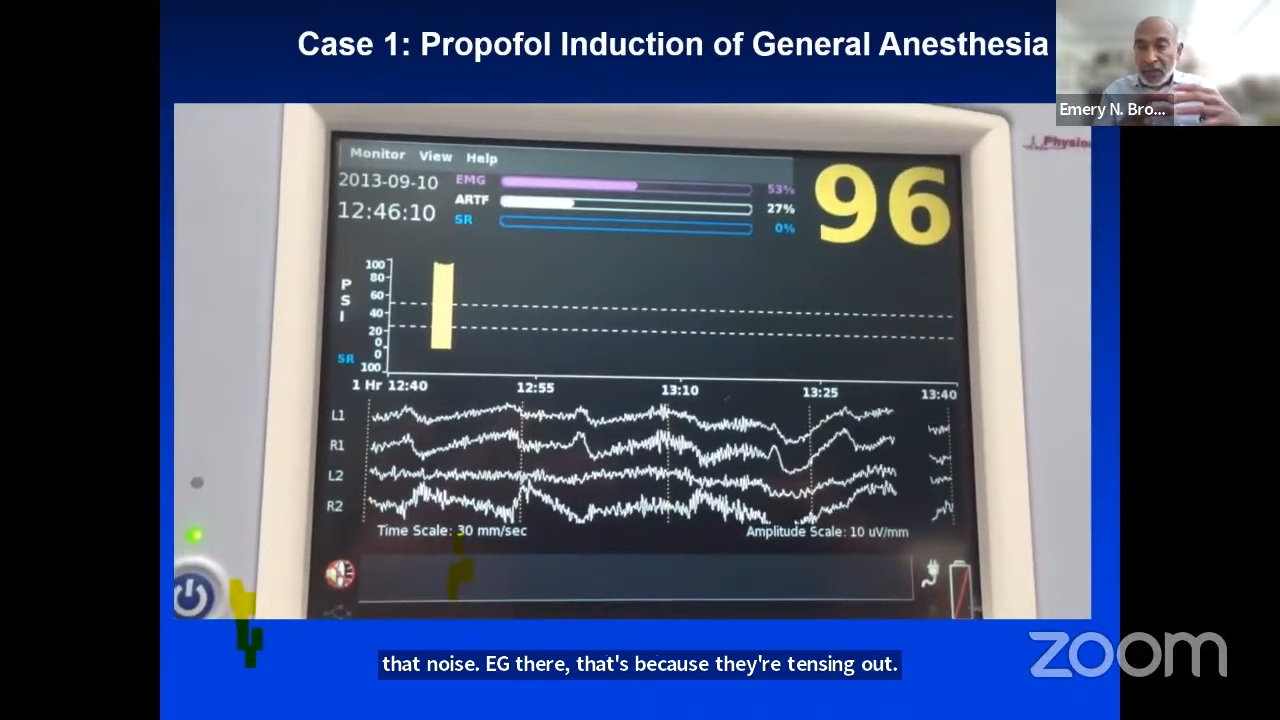 Case 1: Propofol Induction of General Anesthesia
Emery N. Bro...
Monitor View Help
2013-09-10
12:46:10
EMG 53%
ARTF 27%
SR 0%
96
PSI
100
80
60
40
20
0
0
SR 100
1 Hr 12:40 12:55 13:10 13:25 13:40
L1
R1
L2
R2
Time Scale: 30 mm/sec Amplitude Scale: 10 uV/mm
that noise. EG there, that's because they're tensing out.
zoom